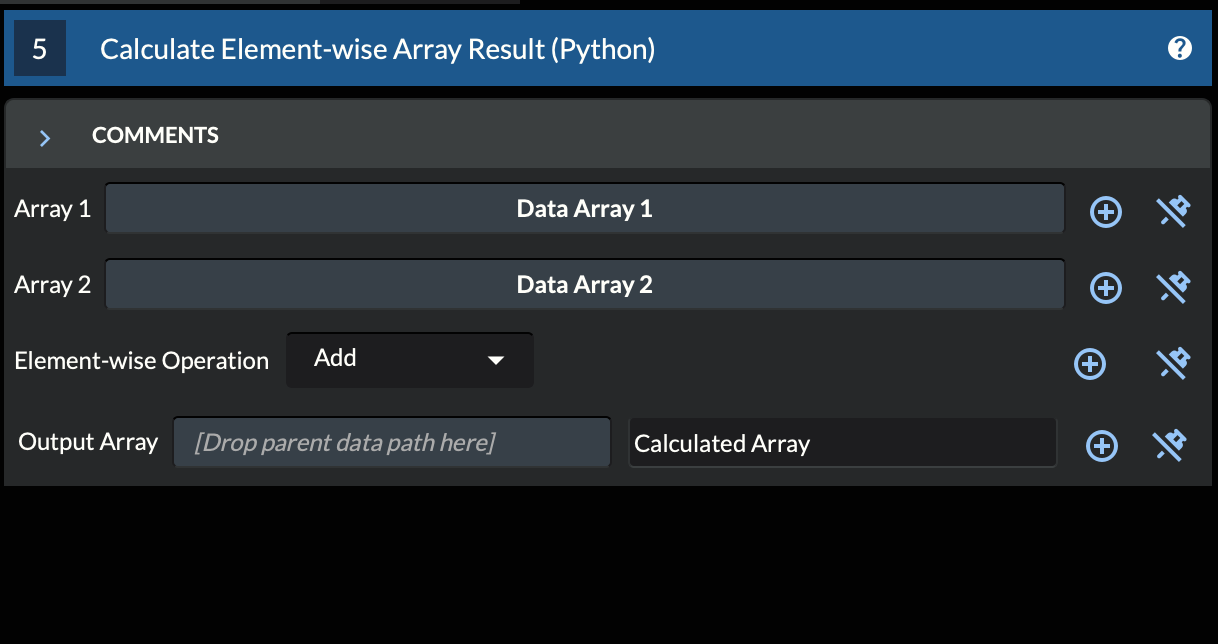 5 Calculate Element-wise Array Result (Python) ?
COMMENTS
Array 1 Data Array 1
Array 2 Data Array 2
Element-wise Operation Add
Output Array [Drop parent data path here] Calculated Array